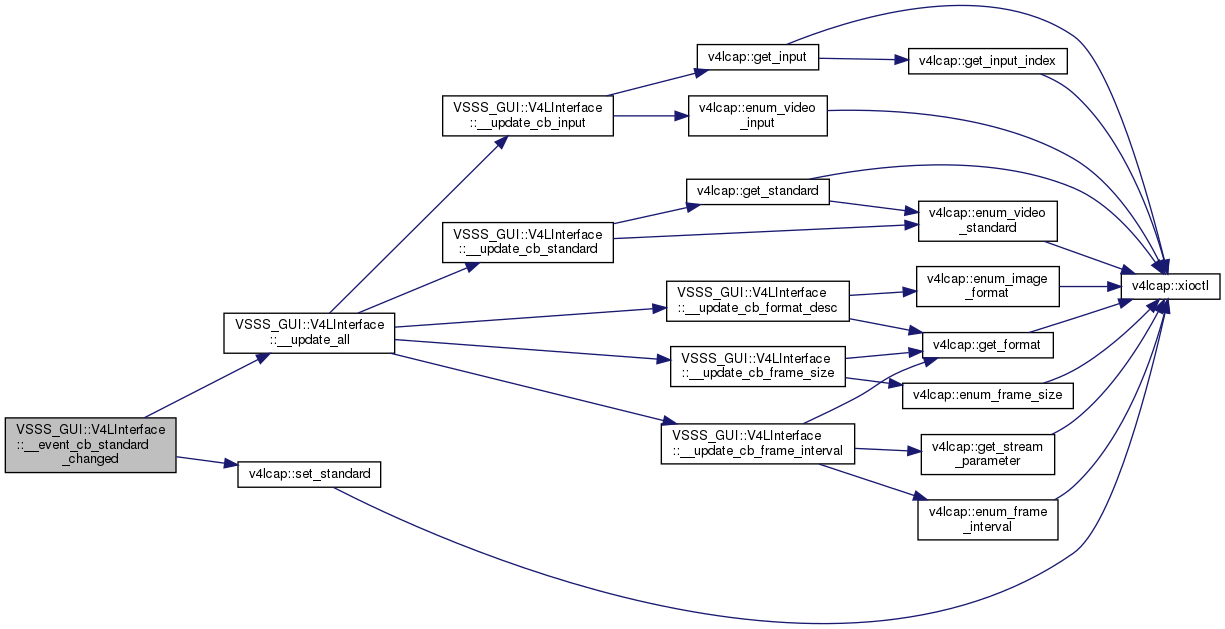 VSSS_GUI::V4LInterface
::__event_cb_standard
_changed
VSSS_GUI::V4LInterface
::__update_all
v4lcap::set_standard
VSSS_GUI::V4LInterface
::__update_cb_input
VSSS_GUI::V4LInterface
::__update_cb_standard
VSSS_GUI::V4LInterface
::__update_cb_format_desc
VSSS_GUI::V4LInterface
::__update_cb_frame_size
VSSS_GUI::V4LInterface
::__update_cb_frame_interval
v4lcap::get_input
v4lcap::enum_video
_input
v4lcap::get_standard
v4lcap::get_input_index
v4lcap::enum_video
_standard
v4lcap::enum_image
_format
v4lcap::get_format
v4lcap::enum_frame_size
v4lcap::get_stream
_parameter
v4lcap::enum_frame
_interval
v4lcap::xioctl